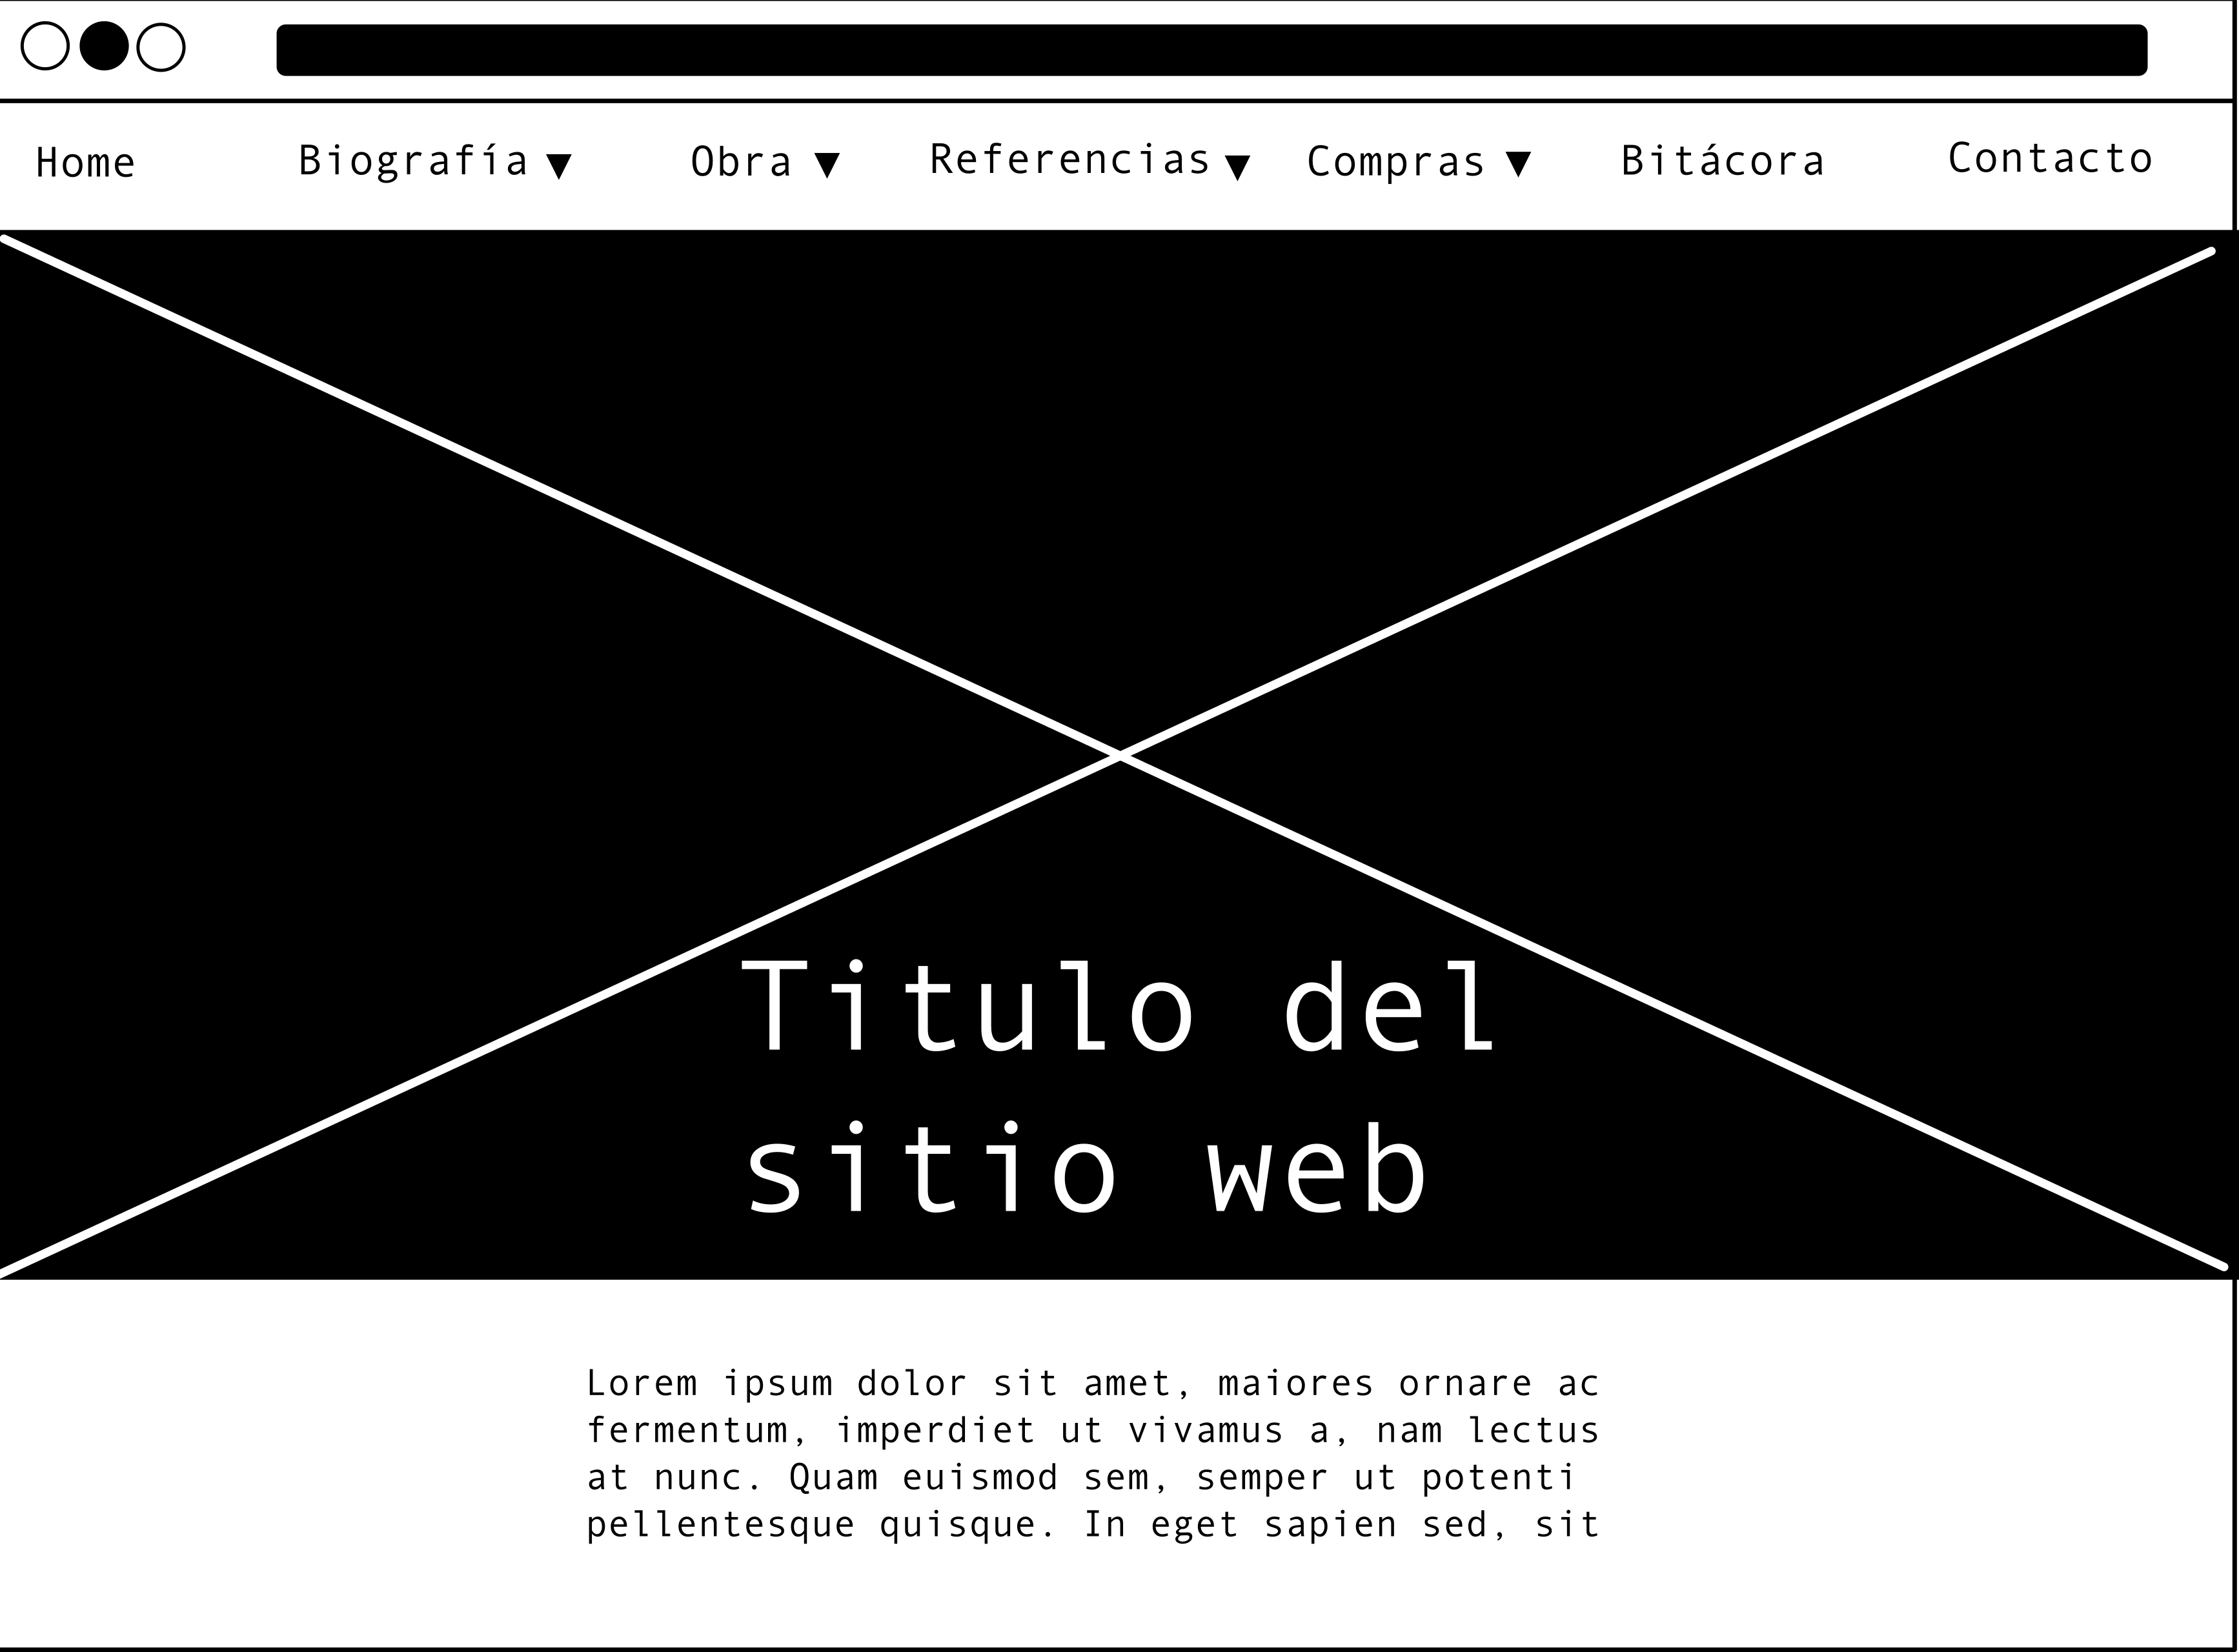 Home Biografía ▼ Obra ▼ Referencias ▼ Compras ▼ Bitácora Contacto
Titulo del
sitio web
Lorem ipsum dolor sit amet, maiores ornare ac
fermentum, imperdiet ut vivamus a, nam lectus
at nunc. Quam euismod sem, semper ut potenti
pellentesque quisque. In eget sapien sed, sit